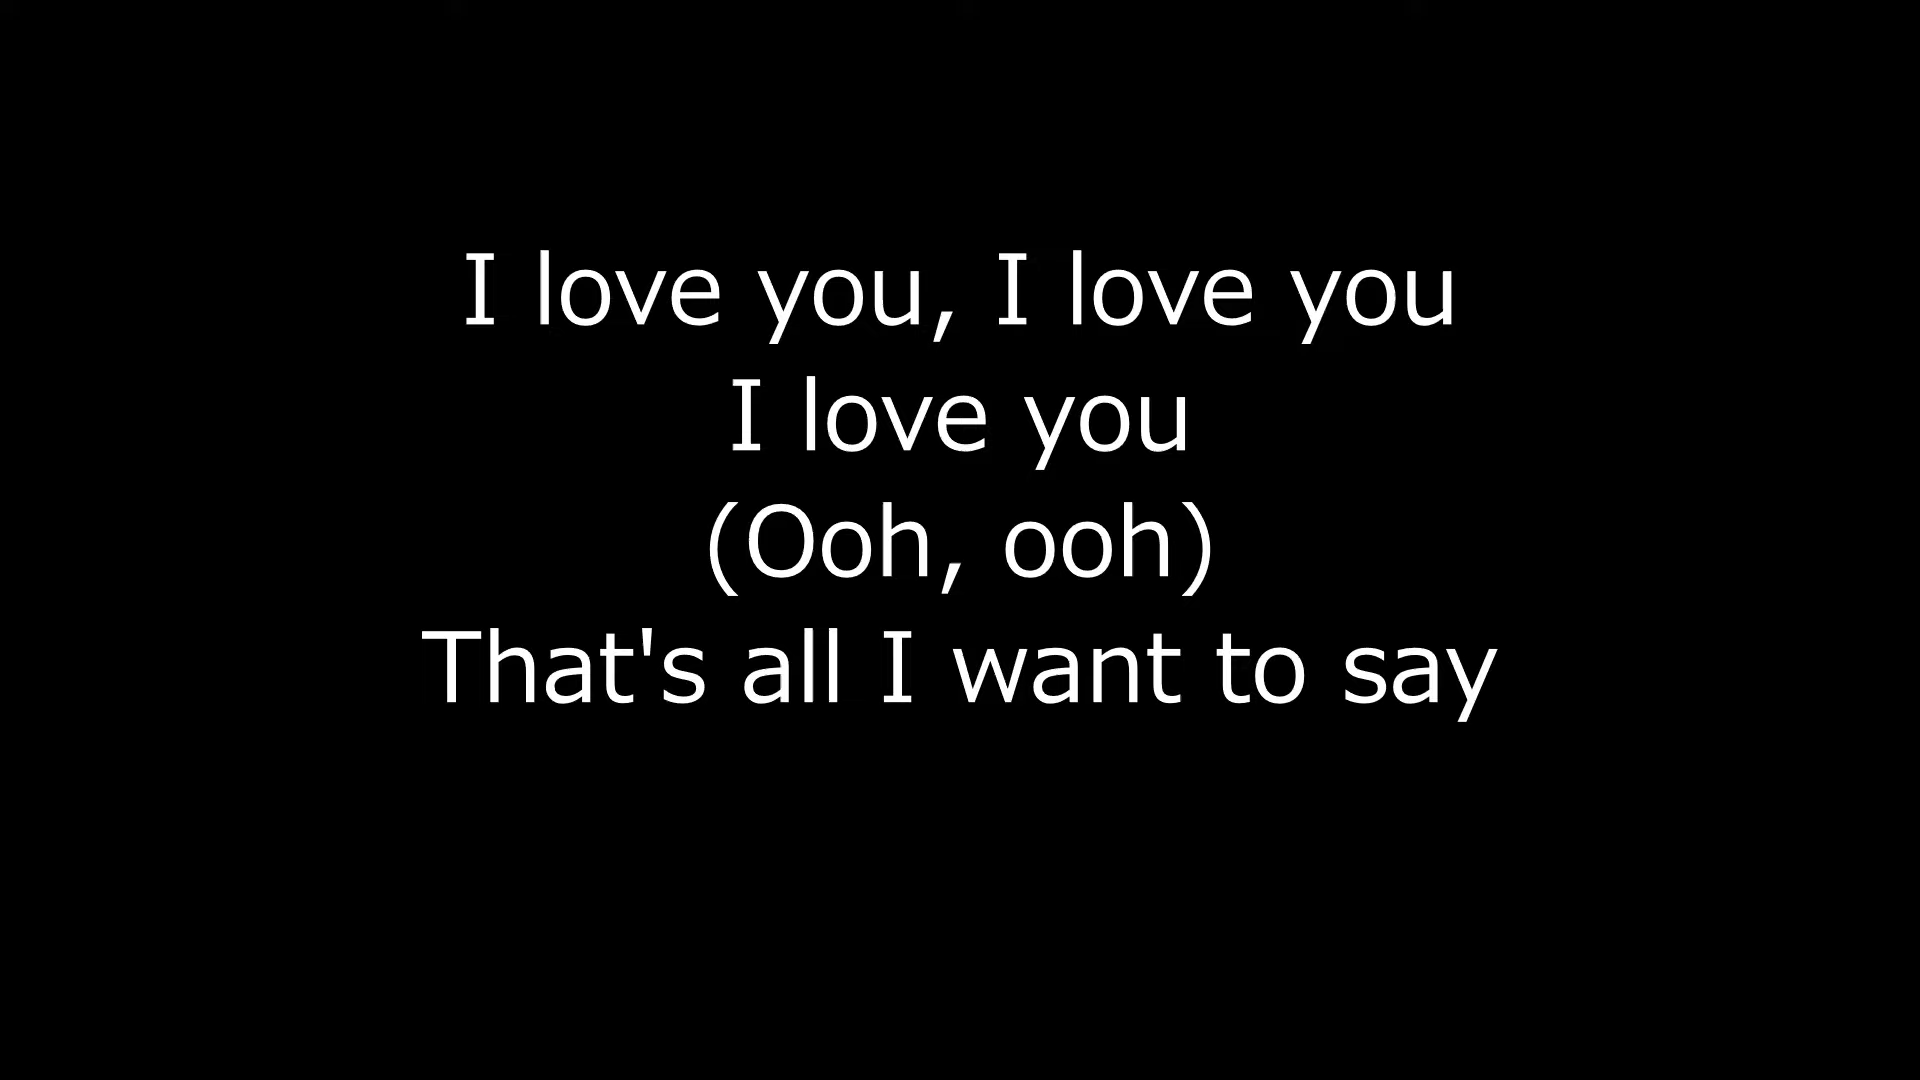 I love you, I love you
I love you
(Ooh, ooh)
That's all I want to say